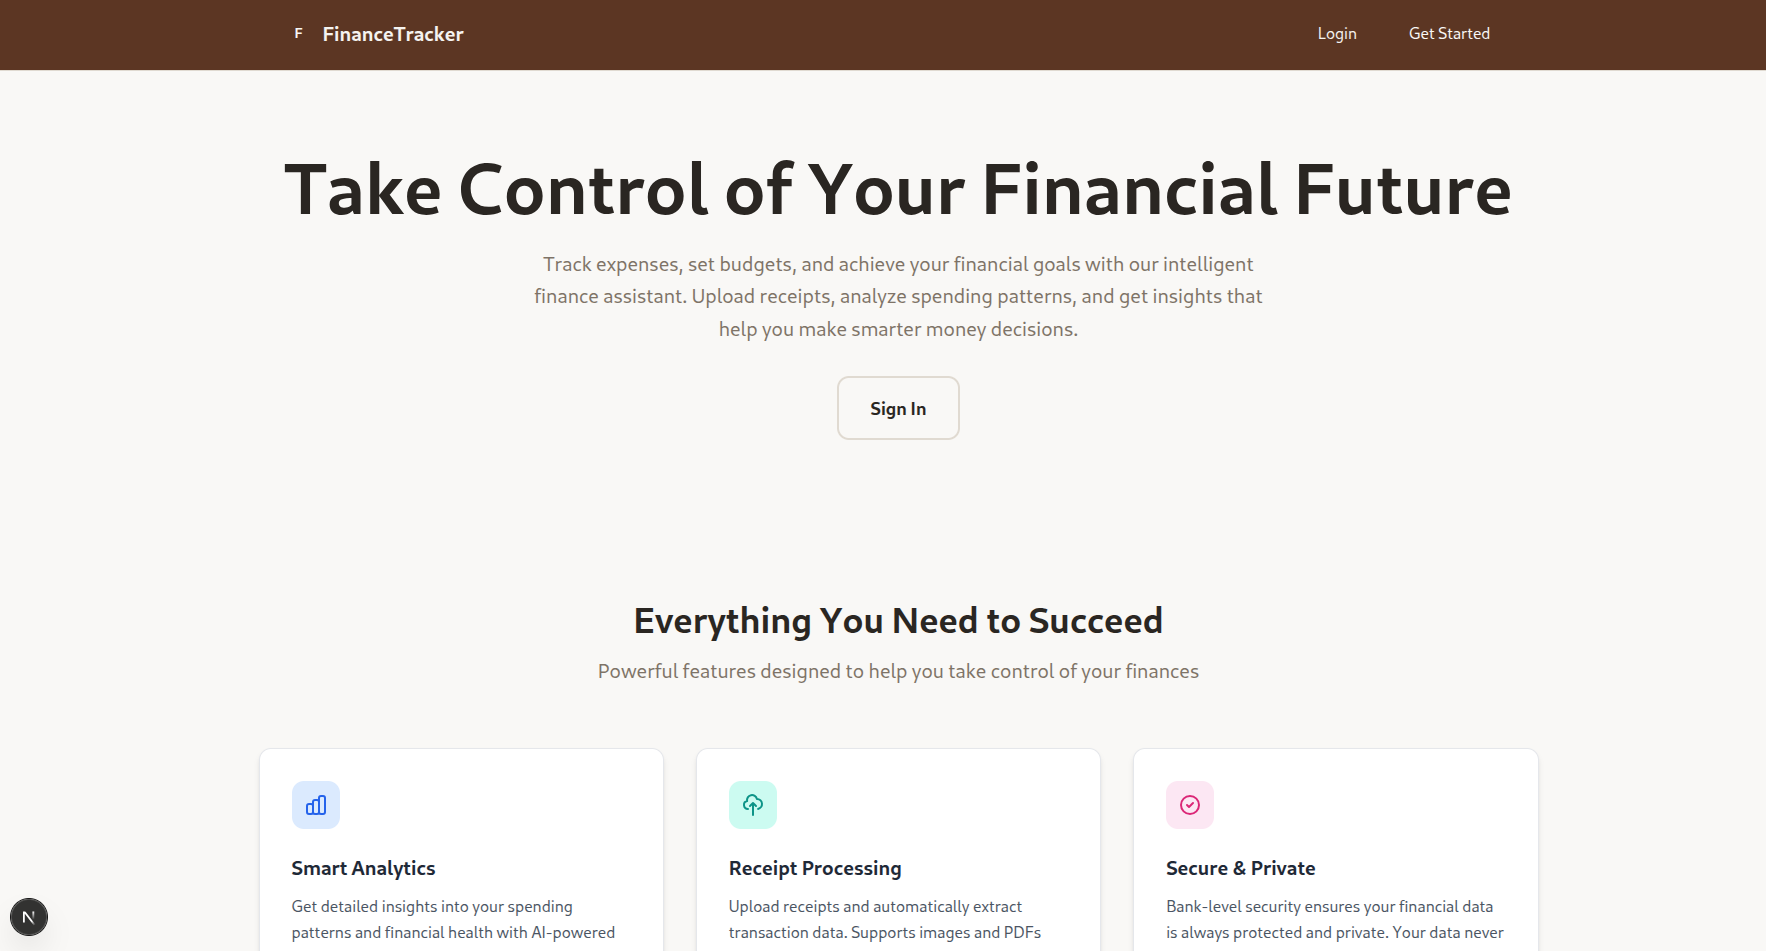 F FinanceTracker Login Get Started
Take Control of Your Financial Future
Track expenses, set budgets, and achieve your financial goals with our intelligent
finance assistant. Upload receipts, analyze spending patterns, and get insights that
help you make smarter money decisions.
Sign In
Everything You Need to Succeed
Powerful features designed to help you take control of your finances
Smart Analytics
Get detailed insights into your spending
patterns and financial health with AI-powered
Receipt Processing
Upload receipts and automatically extract
transaction data. Supports images and PDFs
Secure & Private
Bank-level security ensures your financial data
is always protected and private. Your data never
N